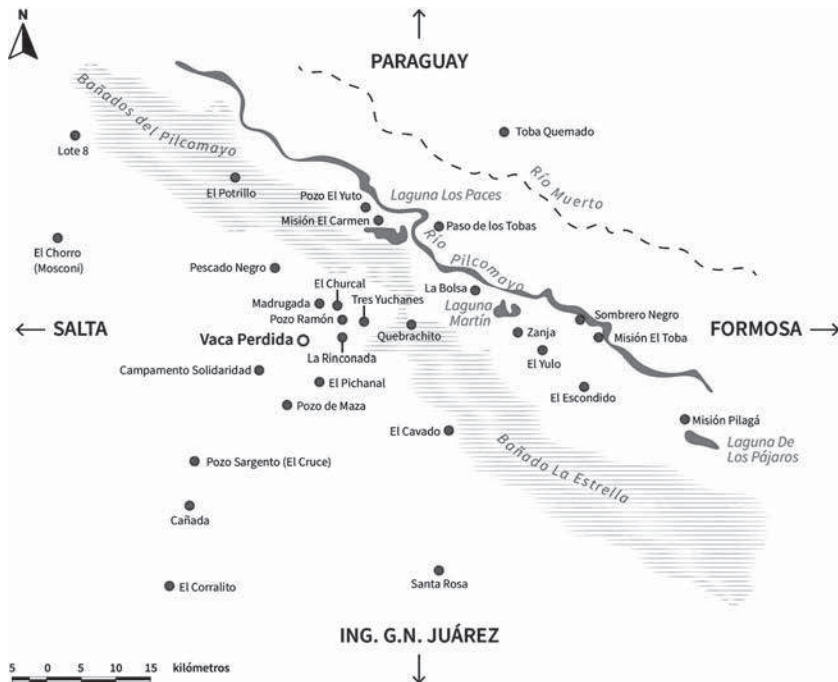 N
PARAGUAY
Bañados del Pilcomayo
Toba Quemado
Lote 8
El Potrillo
Laguna Los Paces
Río Muerto
Pozo El Yuto
Misión El Carmen
Paso de los Tobas
Río Pilcomayo
El Chorro
(Mosconi)
Pescado Negro
El Churcal
La Bolsa
Madrugada
Tres Yuchanes
Laguna
Martín
Sombrero Negro
SALTA
Pozo Ramón
FORMOSA
Vaca Perdida
Quebrachito
Zanja
Misión El Toba
La Rinconada
El Yulo
Campamento Solidaridad
El Pichanal
El Escondido
Pozo de Maza
Misión Pilagá
El Cavado
Laguna De
Los Pájaros
Pozo Sargento (El Cruce)
Bañado La Estrella
Cañada
El Corralito
Santa Rosa
ING. G.N. JUÁREZ
5 0 5 10 15 kilómetros